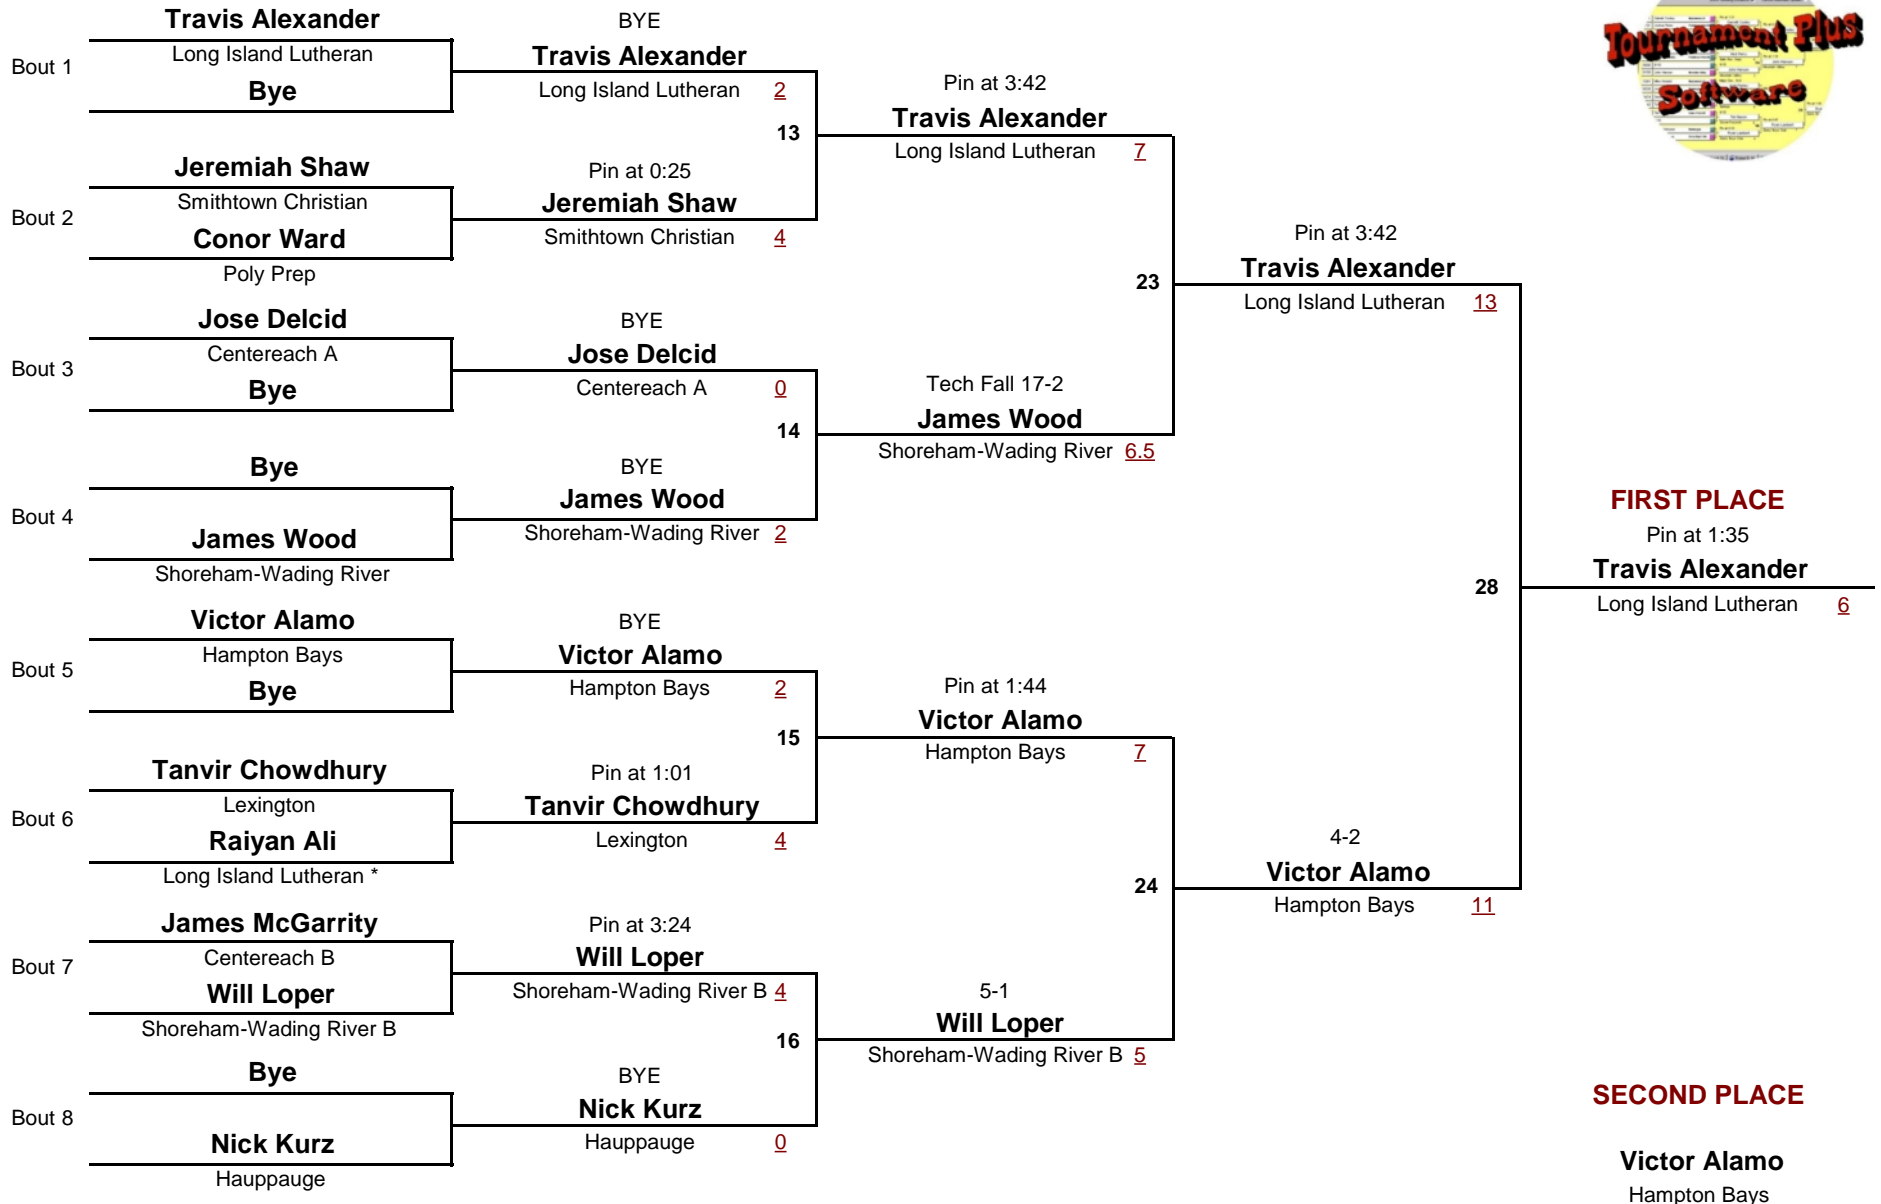 Travis Alexander
Long Island Lutheran
Bout 1
Bye
Jeremiah Shaw
Smithtown Christian
Bout 2
Conor Ward
Poly Prep
Jose Delcid
Centereach A
Bout 3
Bye
Bye
Bout 4
James Wood
Shoreham-Wading River
Victor Alamo
Hampton Bays
Bout 5
Bye
Tanvir Chowdhury
Lexington
Bout 6
Raiyan Ali
Long Island Lutheran *
James McGarrity
Centereach B
Bout 7
Will Loper
Shoreham-Wading River B
Bye
Bout 8
Nick Kurz
Hauppauge
BYE
Travis Alexander
Long Island Lutheran 2
13
Pin at 0:25
Jeremiah Shaw
Smithtown Christian 4
BYE
Jose Delcid
Centereach A 0
14
BYE
James Wood
Shoreham-Wading River 2
BYE
Victor Alamo
Hampton Bays 2
15
Pin at 1:01
Tanvir Chowdhury
Lexington 4
Pin at 3:24
Will Loper
Shoreham-Wading River B 4
16
BYE
Nick Kurz
Hauppauge 0
Pin at 3:42
Travis Alexander
Long Island Lutheran 7
23
Tech Fall 17-2
James Wood
Shoreham-Wading River 6.5
Pin at 1:44
Victor Alamo
Hampton Bays 7
24
5-1
Will Loper
Shoreham-Wading River B 5
Pin at 3:42
Travis Alexander
Long Island Lutheran 13
28
4-2
Victor Alamo
Hampton Bays 11
Tournament Plus
Software
FIRST PLACE
Pin at 1:35
Travis Alexander
Long Island Lutheran 6
SECOND PLACE
Victor Alamo
Hampton Bays